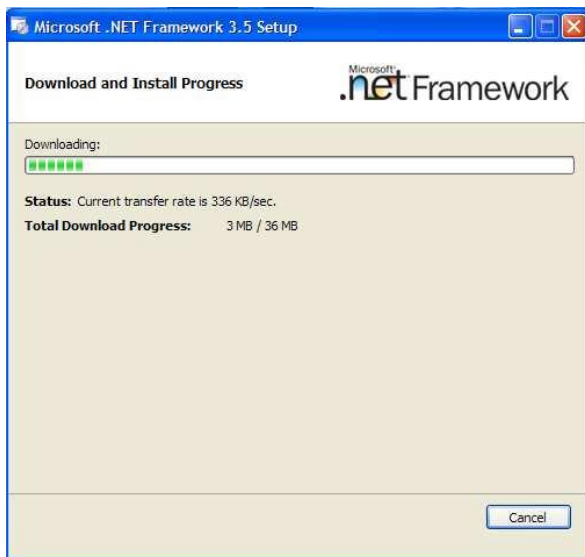 Microsoft .NET Framework 3.5 Setup
Download and Install Progress
Microsoft
.net Framework
Downloading:
Status: Current transfer rate is 336 KB/sec.
Total Download Progress: 3 MB / 36 MB
Cancel